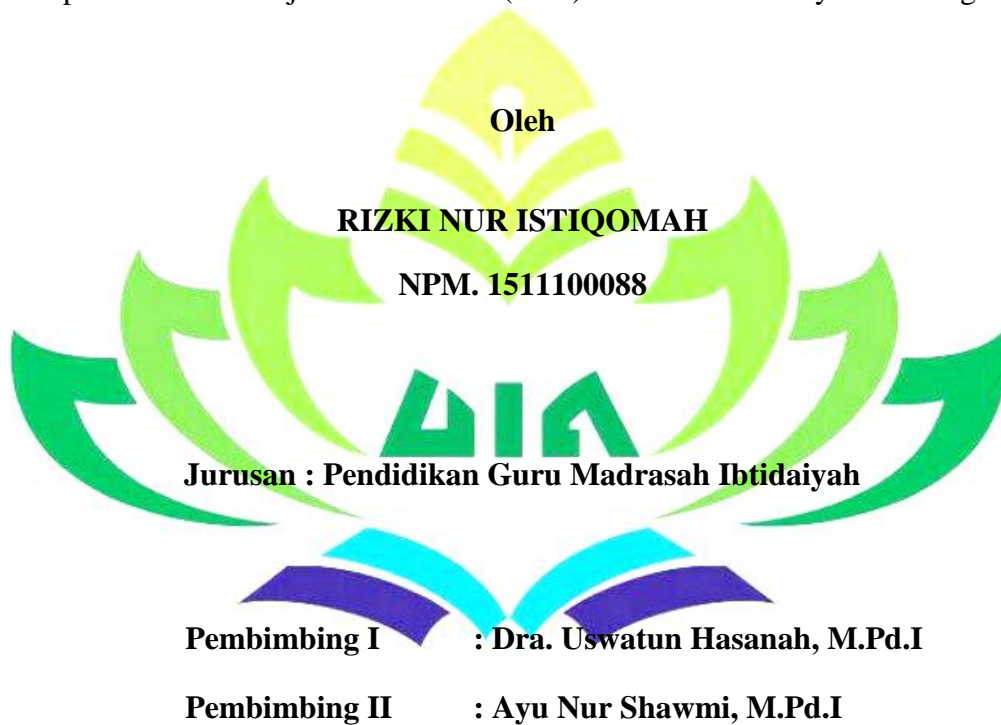 Oleh
RIZKI NUR ISTIQOMAH
NPM. 1511100088
UIN
Jurusan : Pendidikan Guru Madrasah Ibtidaiyah
Pembimbing I : Dra. Uswatun Hasanah, M.Pd.I
Pembimbing II : Ayu Nur Shawmi, M.Pd.I